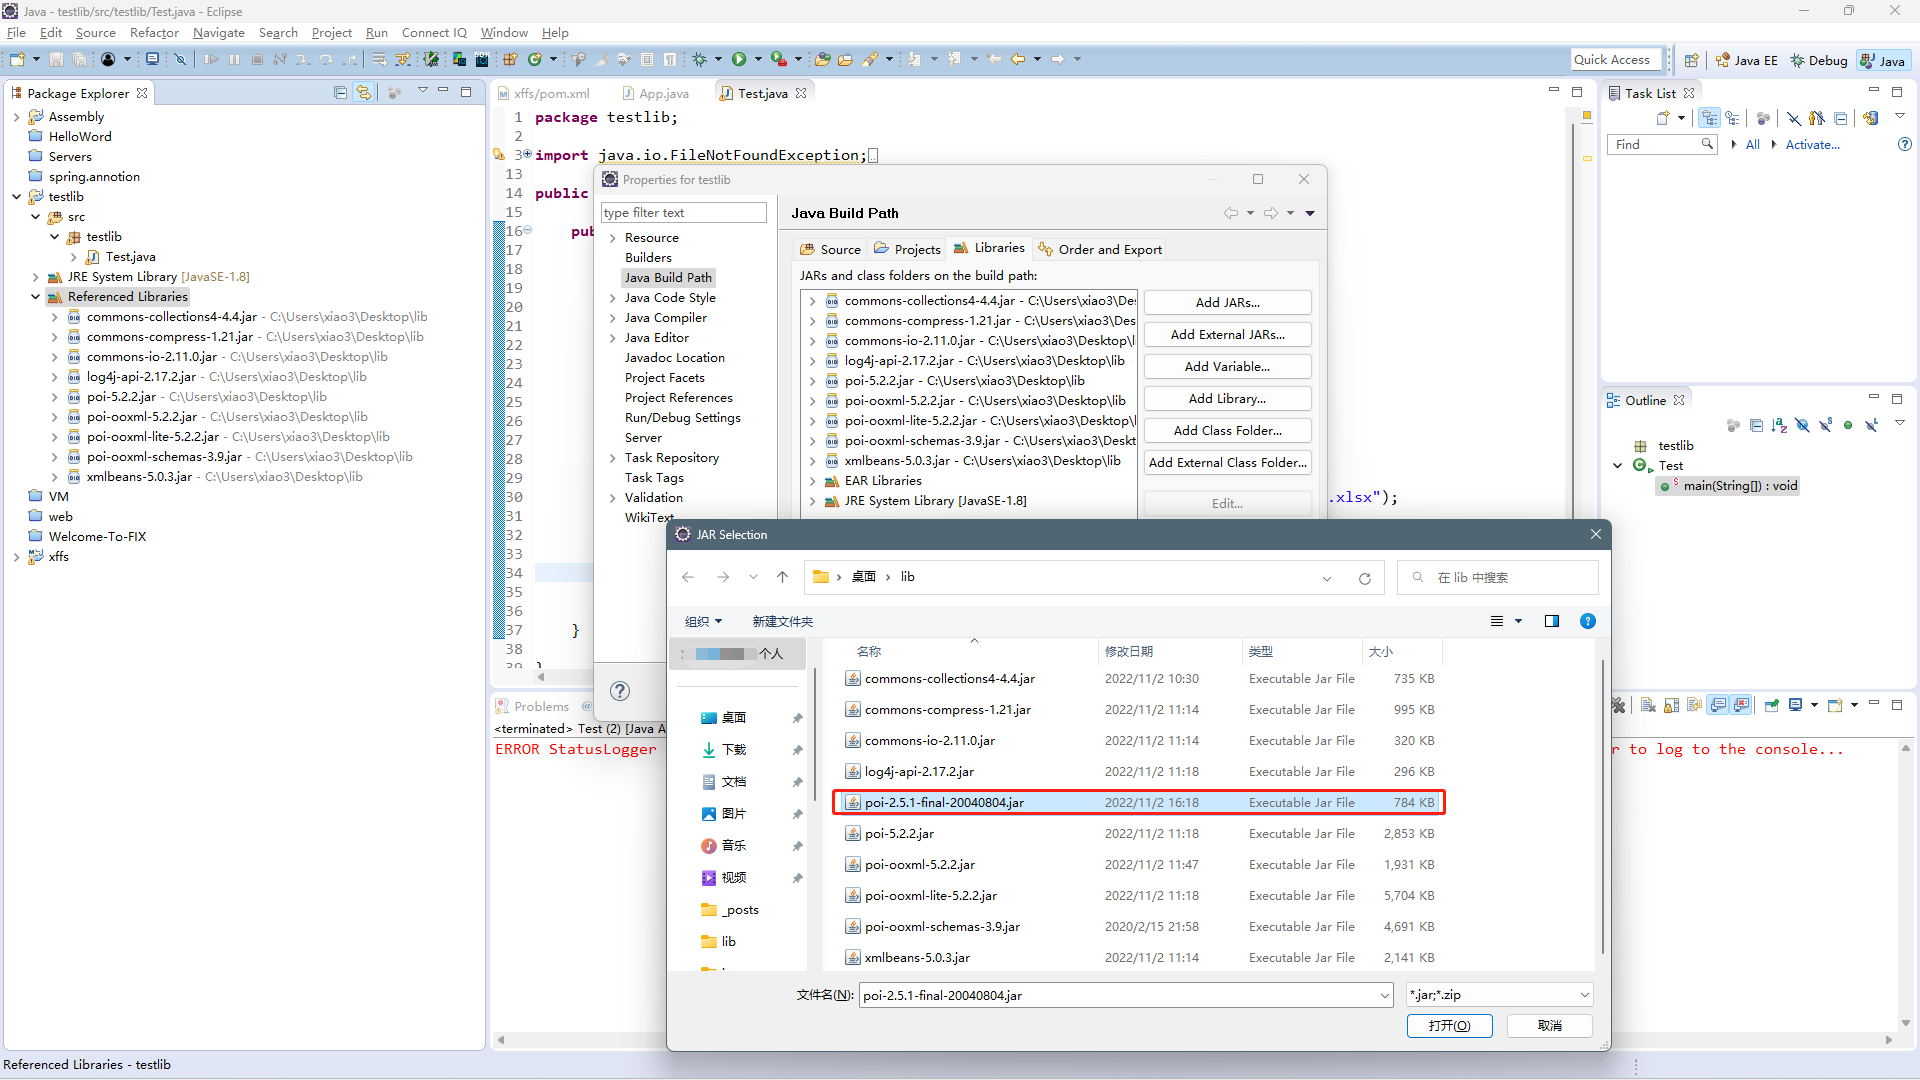 Java - testlib/src/testlib/Test.java - Eclipse
File Edit Source Refactor Navigate Search Project Run Connect IQ Window Help
Quick Access
Java EE Debug Java
Package Explorer
Assembly
HelloWord
Servers
spring.annotion
testlib
src
testlib
Test.java
JRE System Library [JavaSE-1.8]
Referenced Libraries
commons-collections4-4.4.jar - C:\Users\xiao3\Desktop\lib
commons-compress-1.21.jar - C:\Users\xiao3\Desktop\lib
commons-io-2.11.0.jar - C:\Users\xiao3\Desktop\lib
log4j-api-2.17.2.jar - C:\Users\xiao3\Desktop\lib
poi-5.2.2.jar - C:\Users\xiao3\Desktop\lib
poi-ooxml-5.2.2.jar - C:\Users\xiao3\Desktop\lib
poi-ooxml-lite-5.2.2.jar - C:\Users\xiao3\Desktop\lib
poi-ooxml-schemas-3.9.jar - C:\Users\xiao3\Desktop\lib
xmlbeans-5.0.3.jar - C:\Users\xiao3\Desktop\lib
VM
web
Welcome-To-FIX
xffs
xffs/pom.xml App.java Test.java
1 package testlib;
2
3 import java.io.FileNotFoundException;
13
14 public
15
16 pub
17
18
19
20
21
22
23
24
25
26
27
28
29
30 .xlsx");
31
32
33
34
35
36
37 }
38
39 }
Properties for testlib
type filter text
Resource
Builders
Java Build Path
Java Code Style
Java Compiler
Java Editor
Javadoc Location
Project Facets
Project References
Run/Debug Settings
Server
Task Repository
Task Tags
Validation
WikiText
Java Build Path
Source Projects Libraries Order and Export
JARs and class folders on the build path:
commons-collections4-4.4.jar - C:\Users\xiao3\De
commons-compress-1.21.jar - C:\Users\xiao3\Des
commons-io-2.11.0.jar - C:\Users\xiao3\Desktop\l
log4j-api-2.17.2.jar - C:\Users\xiao3\Desktop\lib
poi-5.2.2.jar - C:\Users\xiao3\Desktop\lib
poi-ooxml-5.2.2.jar - C:\Users\xiao3\Desktop\lib
poi-ooxml-lite-5.2.2.jar - C:\Users\xiao3\Desktop\l
poi-ooxml-schemas-3.9.jar - C:\Users\xiao3\Deskt
xmlbeans-5.0.3.jar - C:\Users\xiao3\Desktop\lib
EAR Libraries
JRE System Library [JavaSE-1.8]
Add JARs...
Add External JARs...
Add Variable...
Add Library...
Add Class Folder...
Add External Class Folder...
Edit...
JAR Selection
桌面 › lib
在 lib 中搜索
组织 新建文件夹
个人
桌面
下载
文档
图片
音乐
视频
_posts
lib
名称 修改日期 类型 大小
commons-collections4-4.4.jar 2022/11/2 10:30 Executable Jar File 735 KB
commons-compress-1.21.jar 2022/11/2 11:14 Executable Jar File 995 KB
commons-io-2.11.0.jar 2022/11/2 11:14 Executable Jar File 320 KB
log4j-api-2.17.2.jar 2022/11/2 11:18 Executable Jar File 296 KB
poi-2.5.1-final-20040804.jar 2022/11/2 16:18 Executable Jar File 784 KB
poi-5.2.2.jar 2022/11/2 11:18 Executable Jar File 2,853 KB
poi-ooxml-5.2.2.jar 2022/11/2 11:47 Executable Jar File 1,931 KB
poi-ooxml-lite-5.2.2.jar 2022/11/2 11:18 Executable Jar File 5,704 KB
poi-ooxml-schemas-3.9.jar 2020/2/15 21:58 Executable Jar File 4,691 KB
xmlbeans-5.0.3.jar 2022/11/2 11:14 Executable Jar File 2,141 KB
文件名(N): poi-2.5.1-final-20040804.jar *.jar;*.zip
打开(O) 取消
Task List
Find All Activate...
Outline
testlib
Test
main(String[]) : void
Problems @
<terminated> Test (2) [Java A
ERROR StatusLogger r to log to the console...
Referenced Libraries - testlib